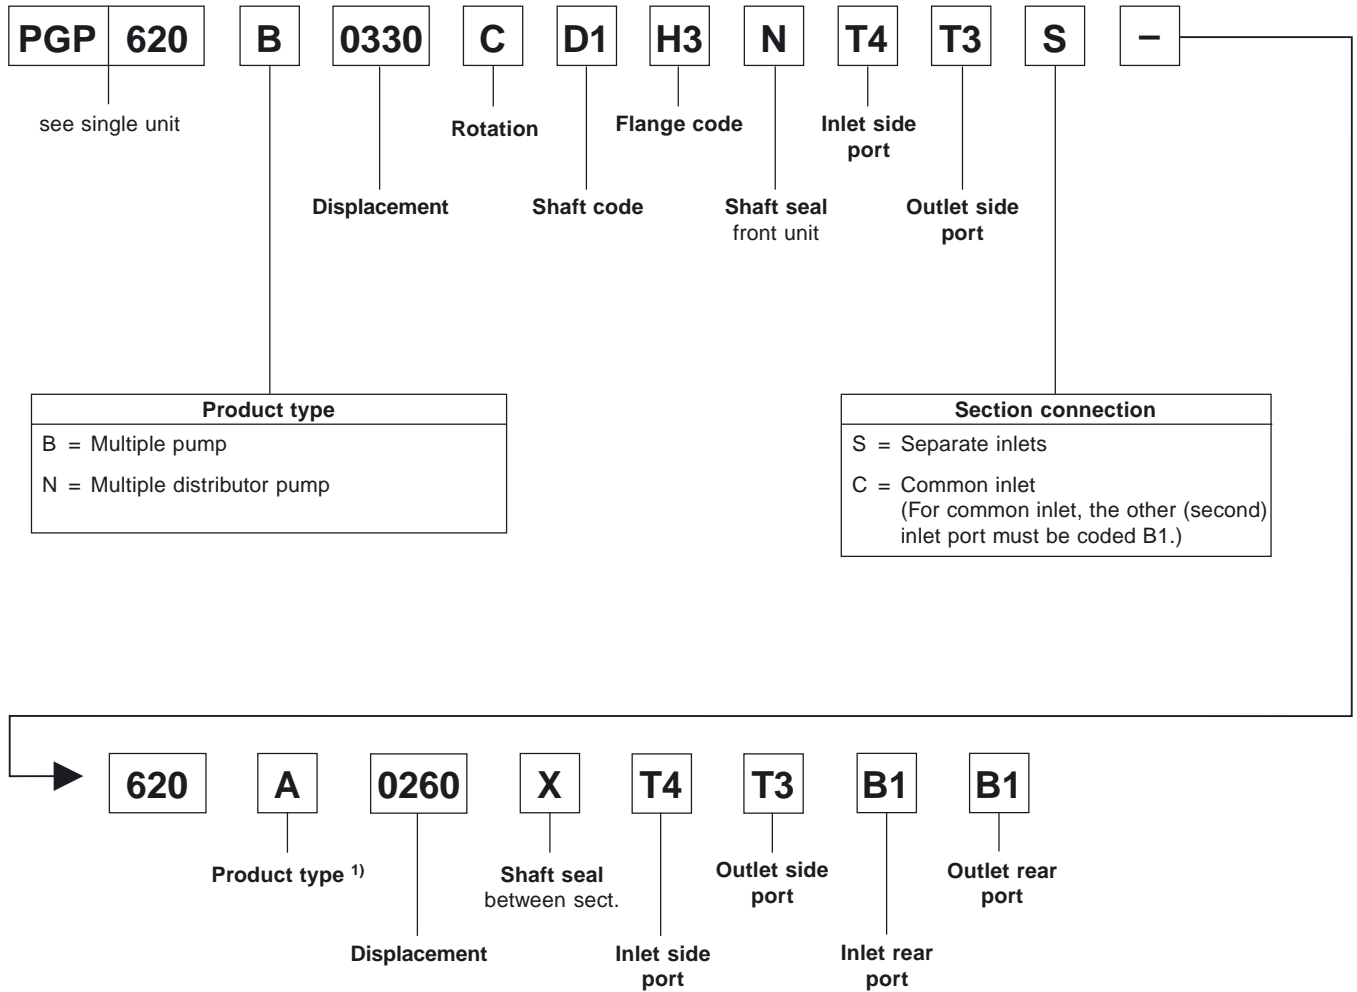 PGP 620 B 0330 C D1 H3 N T4 T3 S –
see single unit
Rotation
Flange code
Inlet side
port
Displacement
Shaft code
Shaft seal
front unit
Outlet side
port
Product type
B = Multiple pump
N = Multiple distributor pump
Section connection
S = Separate inlets
C = Common inlet
(For common inlet, the other (second)
inlet port must be coded B1.)
620 A 0260 X T4 T3 B1 B1
Product type 1)
Shaft seal
between sect.
Outlet side
port
Outlet rear
port
Displacement
Inlet side
port
Inlet rear
port